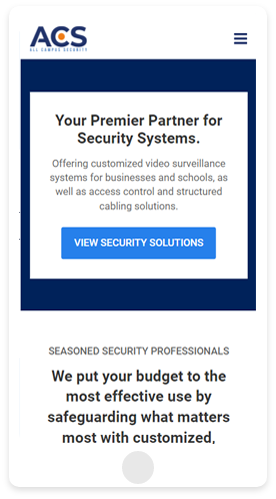 ACS
ALL CAMPUS SECURITY
Your Premier Partner for
Security Systems.
Offering customized video surveillance
systems for businesses and schools, as
well as access control and structured
cabling solutions.
VIEW SECURITY SOLUTIONS
SEASONED SECURITY PROFESSIONALS
We put your budget to the
most effective use by
safeguarding what matters
most with customized,